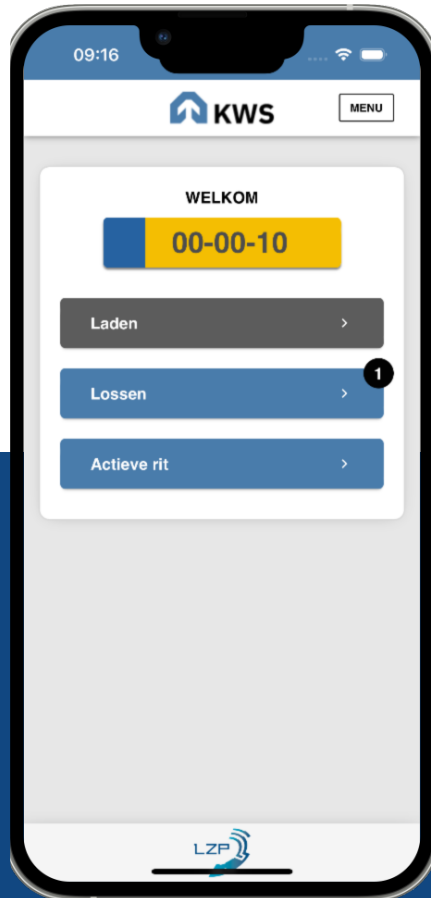 09:16
KWS
MENU
WELKOM
00-00-10
Laden
1
Lossen
Actieve rit
LZP